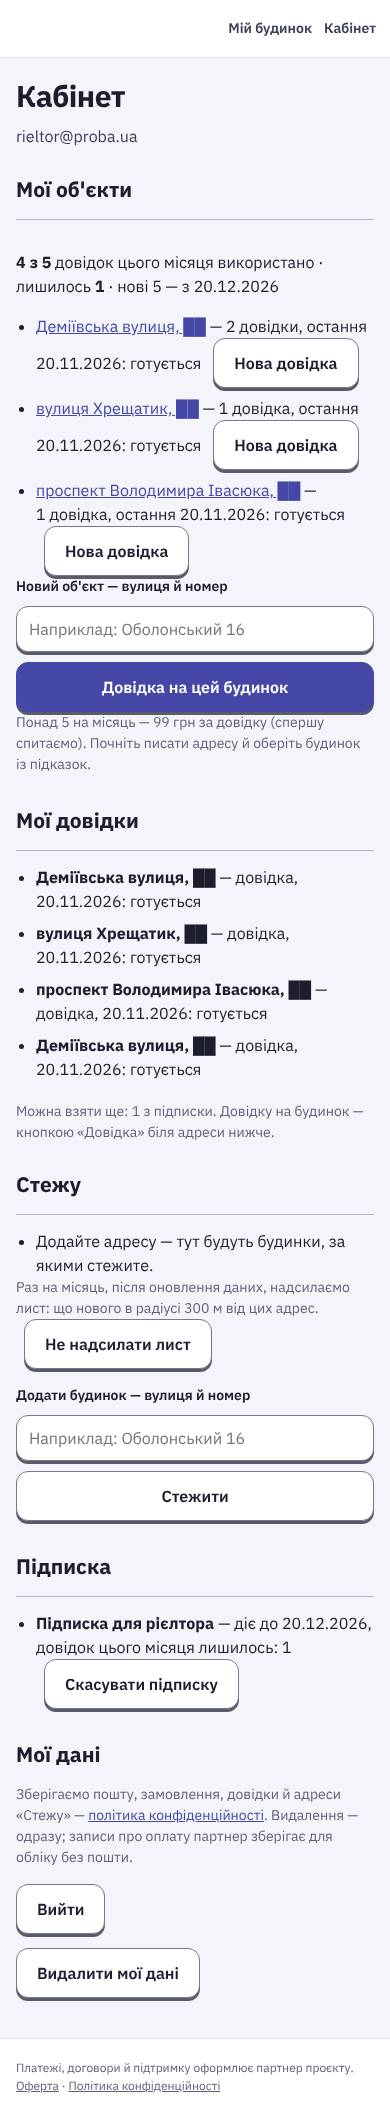 Мій будинок Кабінет
Кабінет
rieltor@proba.ua
Мої об'єкти
4 з 5 довідок цього місяця використано ·
лишилось 1 · нові 5 — з 20.12.2026
• Деміївська вулиця, ██ — 2 довідки, остання
20.11.2026: готується Нова довідка
• вулиця Хрещатик, ██ — 1 довідка, остання
20.11.2026: готується Нова довідка
• проспект Володимира Івасюка, ██ —
1 довідка, остання 20.11.2026: готується
Нова довідка
Новий об'єкт — вулиця й номер
Наприклад: Оболонський 16
Довідка на цей будинок
Понад 5 на місяць — 99 грн за довідку (спершу
спитаємо). Почніть писати адресу й оберіть будинок
із підказок.
Мої довідки
• Деміївська вулиця, ██ — довідка,
20.11.2026: готується
• вулиця Хрещатик, ██ — довідка,
20.11.2026: готується
• проспект Володимира Івасюка, ██ —
довідка, 20.11.2026: готується
• Деміївська вулиця, ██ — довідка,
20.11.2026: готується
Можна взяти ще: 1 з підписки. Довідку на будинок —
кнопкою «Довідка» біля адреси нижче.
Стежу
• Додайте адресу — тут будуть будинки, за
якими стежите.
Раз на місяць, після оновлення даних, надсилаємо
лист: що нового в радіусі 300 м від цих адрес.
Не надсилати лист
Додати будинок — вулиця й номер
Наприклад: Оболонський 16
Стежити
Підписка
• Підписка для рієлтора — діє до 20.12.2026,
довідок цього місяця лишилось: 1
Скасувати підписку
Мої дані
Зберігаємо пошту, замовлення, довідки й адреси
«Стежу» — політика конфіденційності. Видалення —
одразу; записи про оплату партнер зберігає для
обліку без пошти.
Вийти
Видалити мої дані
Платежі, договори й підтримку оформлює партнер проєкту.
Оферта · Політика конфіденційності